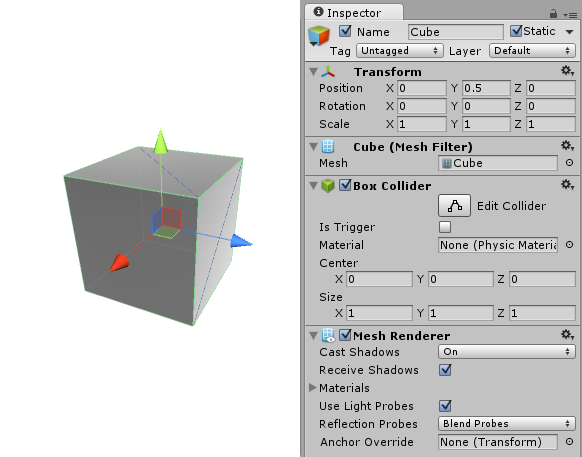 Inspector
Name Cube Static
Tag Untagged Layer Default
Transform
Position X 0 Y 0.5 Z 0
Rotation X 0 Y 0 Z 0
Scale X 1 Y 1 Z 1
Cube (Mesh Filter)
Mesh Cube
Box Collider
Edit Collider
Is Trigger
Material None (Physic Materia
Center
X 0 Y 0 Z 0
Size
X 1 Y 1 Z 1
Mesh Renderer
Cast Shadows On
Receive Shadows
Materials
Use Light Probes
Reflection Probes Blend Probes
Anchor Override None (Transform)